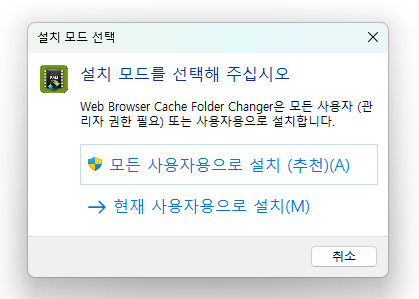 설치 모드 선택
설치 모드를 선택해 주십시오
Web Browser Cache Folder Changer은 모든 사용자 (관
리자 권한 필요) 또는 사용자용으로 설치합니다.
모든 사용자용으로 설치 (추천)(A)
현재 사용자용으로 설치(M)
취소